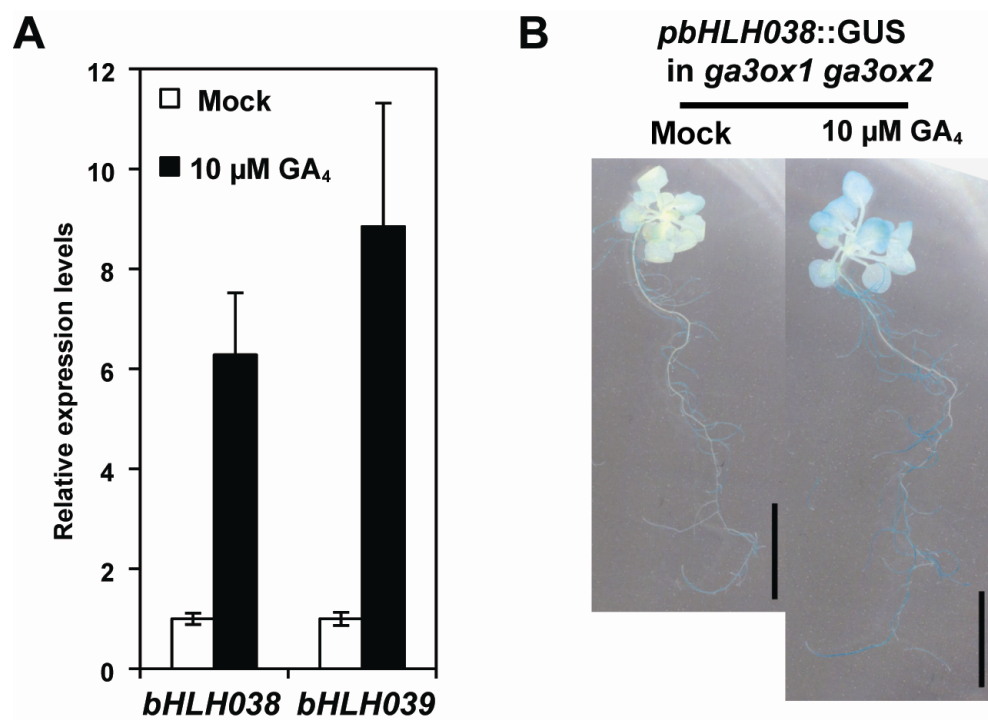 A
Relative expression levels
12
10
8
6
4
2
0
Mock
10 µM GA₄
bHLH038 bHLH039
B
pbHLH038::GUS
in ga3ox1 ga3ox2
Mock 10 µM GA₄